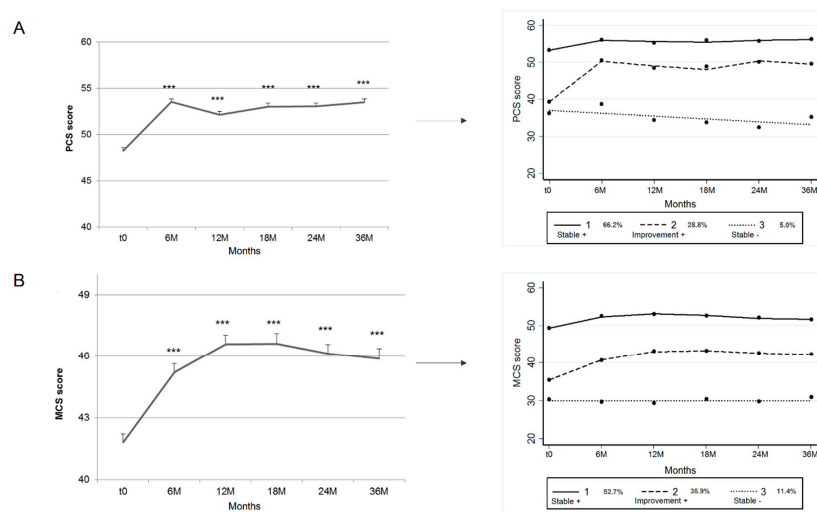 A
60
55
50
45
40
PCS score
*** *** *** *** ***
t0 6M 12M 18M 24M 36M
Months
60
50
40
30
20
PCS score
t0 6M 12M 18M 24M 36M
Months
1 66.2% 2 28.8% 3 5.0%
Stable + Improvement + Stable -
B
49
46
43
40
MCS score
*** *** *** *** ***
t0 6M 12M 18M 24M 36M
Months
60
50
40
30
20
MCS score
t0 6M 12M 18M 24M 36M
Months
1 52.7% 2 35.9% 3 11.4%
Stable + Improvement + Stable -